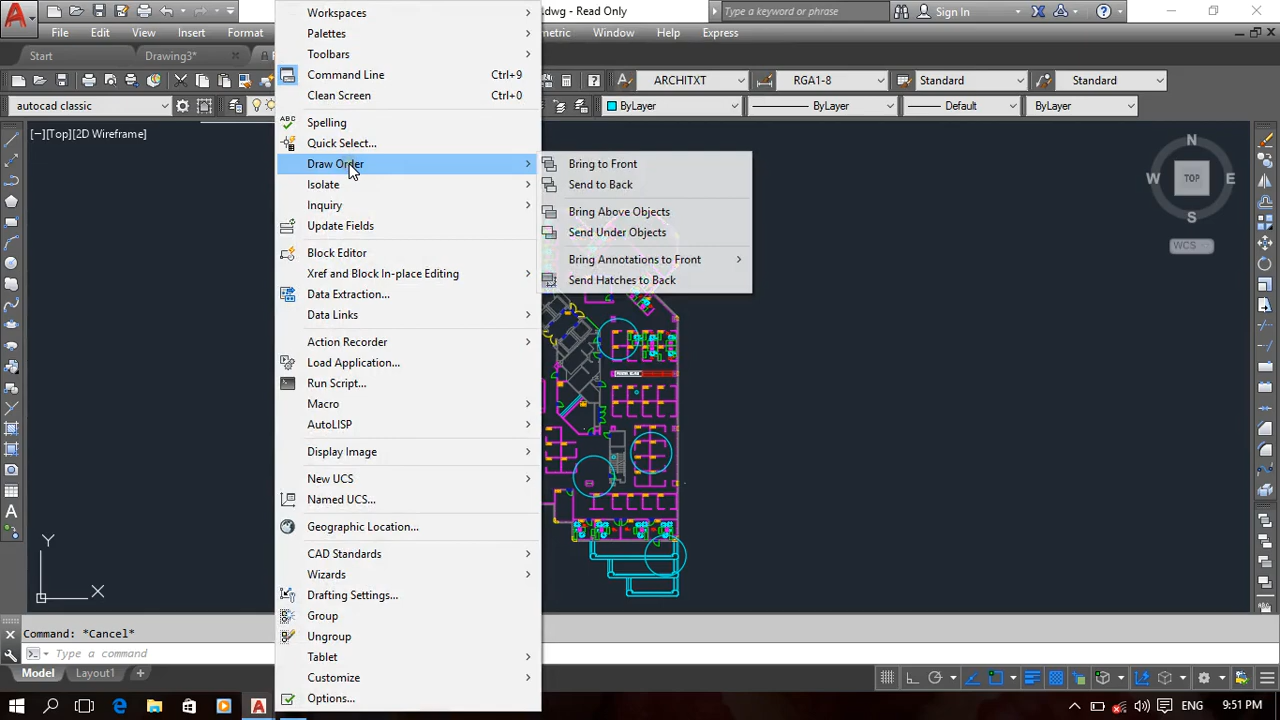 .dwg - Read Only
Type a keyword or phrase
Sign In
File Edit View Insert Format
etric Window Help Express
Start Drawing3*
ARCHITXT RGA1-8 Standard Standard
autocad classic
ByLayer ByLayer Default ByLayer
[−][Top][2D Wireframe]
Workspaces
Palettes
Toolbars
Command Line Ctrl+9
Clean Screen Ctrl+0
Spelling
Quick Select...
Draw Order
Isolate
Inquiry
Update Fields
Block Editor
Xref and Block In-place Editing
Data Extraction...
Data Links
Action Recorder
Load Application...
Run Script...
Macro
AutoLISP
Display Image
New UCS
Named UCS...
Geographic Location...
CAD Standards
Wizards
Drafting Settings...
Group
Ungroup
Tablet
Customize
Options...
Bring to Front
Send to Back
Bring Above Objects
Send Under Objects
Bring Annotations to Front
Send Hatches to Back
N
W TOP E
S
WCS
Y
X
Command: *Cancel*
Type a command
Model Layout1
ENG 9:51 PM